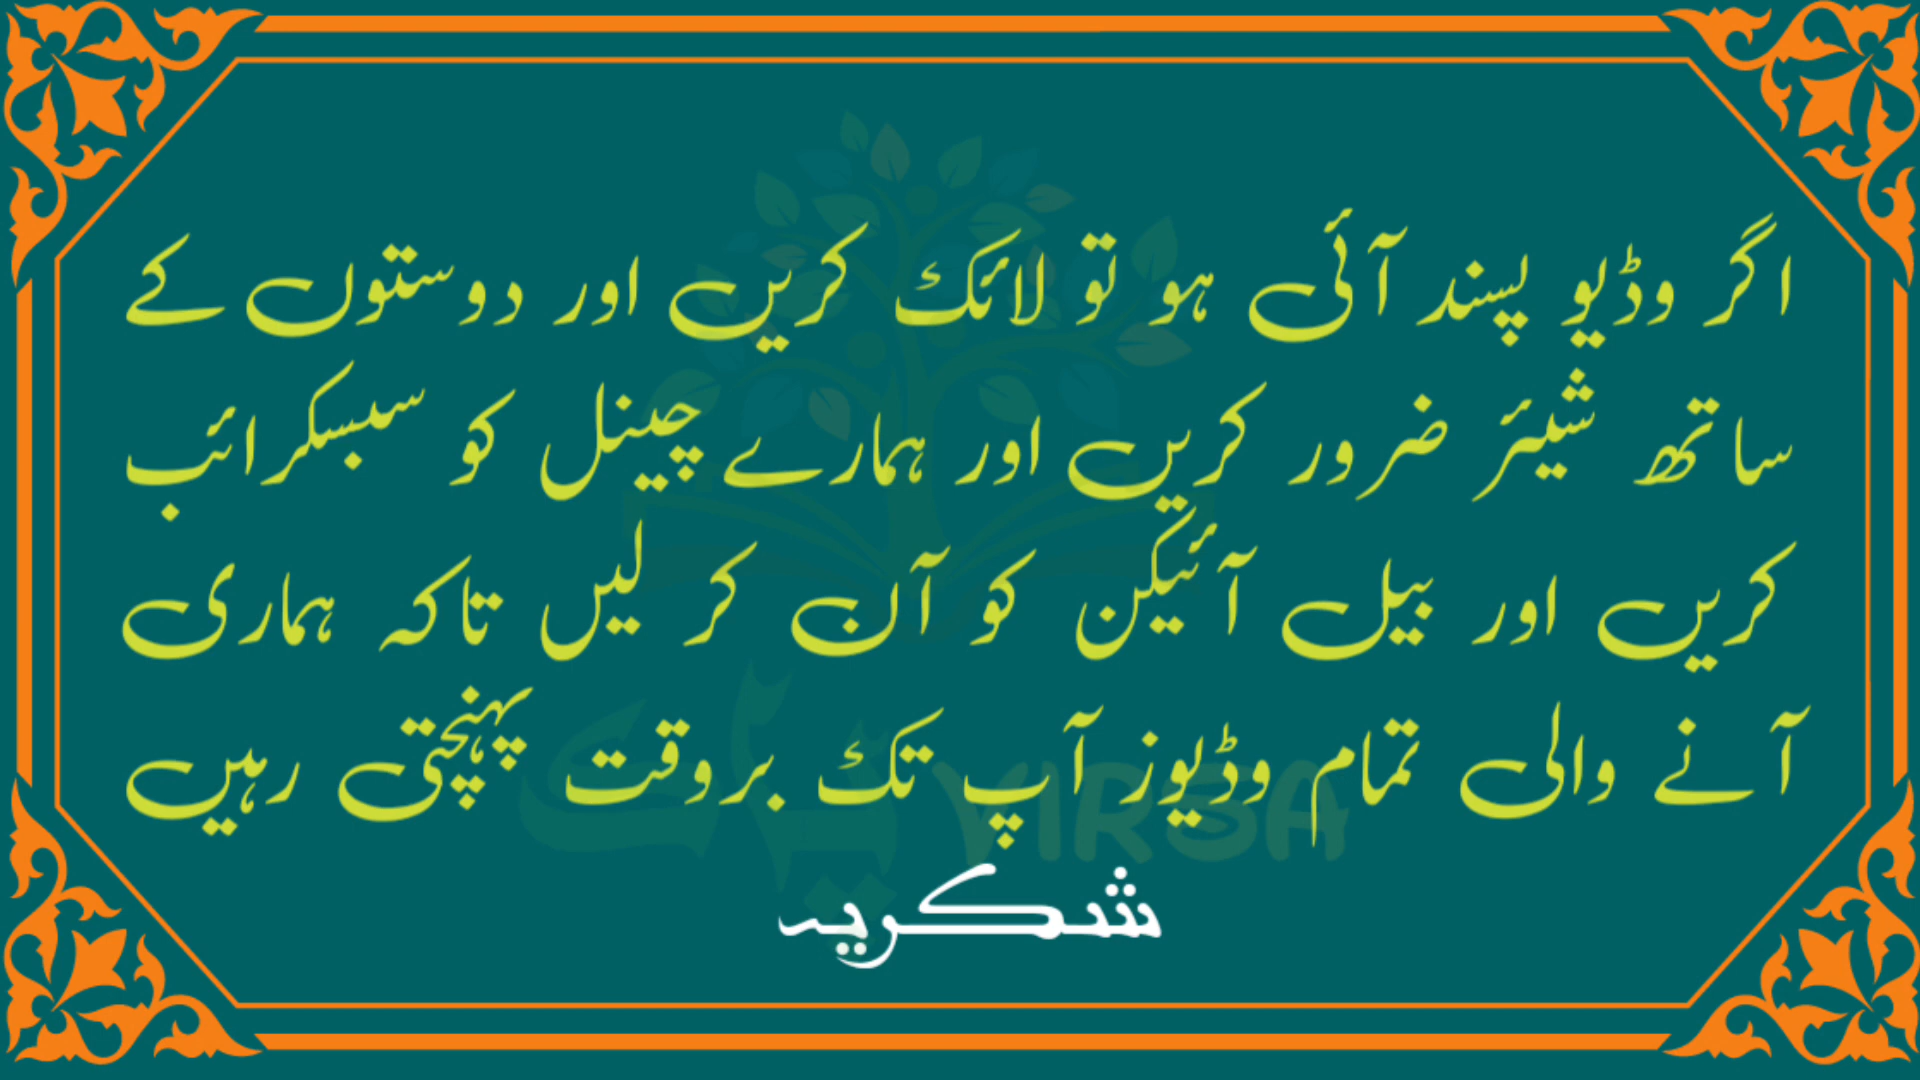 اگر وڈیو پسند آئی ہو تو لائک کریں اور دوستوں کے
ساتھ شیئر ضرور کریں اور ہمارے چینل کو سبسکرائب
کریں اور بیل آئیکن کو آن کر لیں تاکہ ہماری
آنے والی تمام وڈیوز آپ تک بروقت پہنچتی رہیں
VIRSA
شکریہ